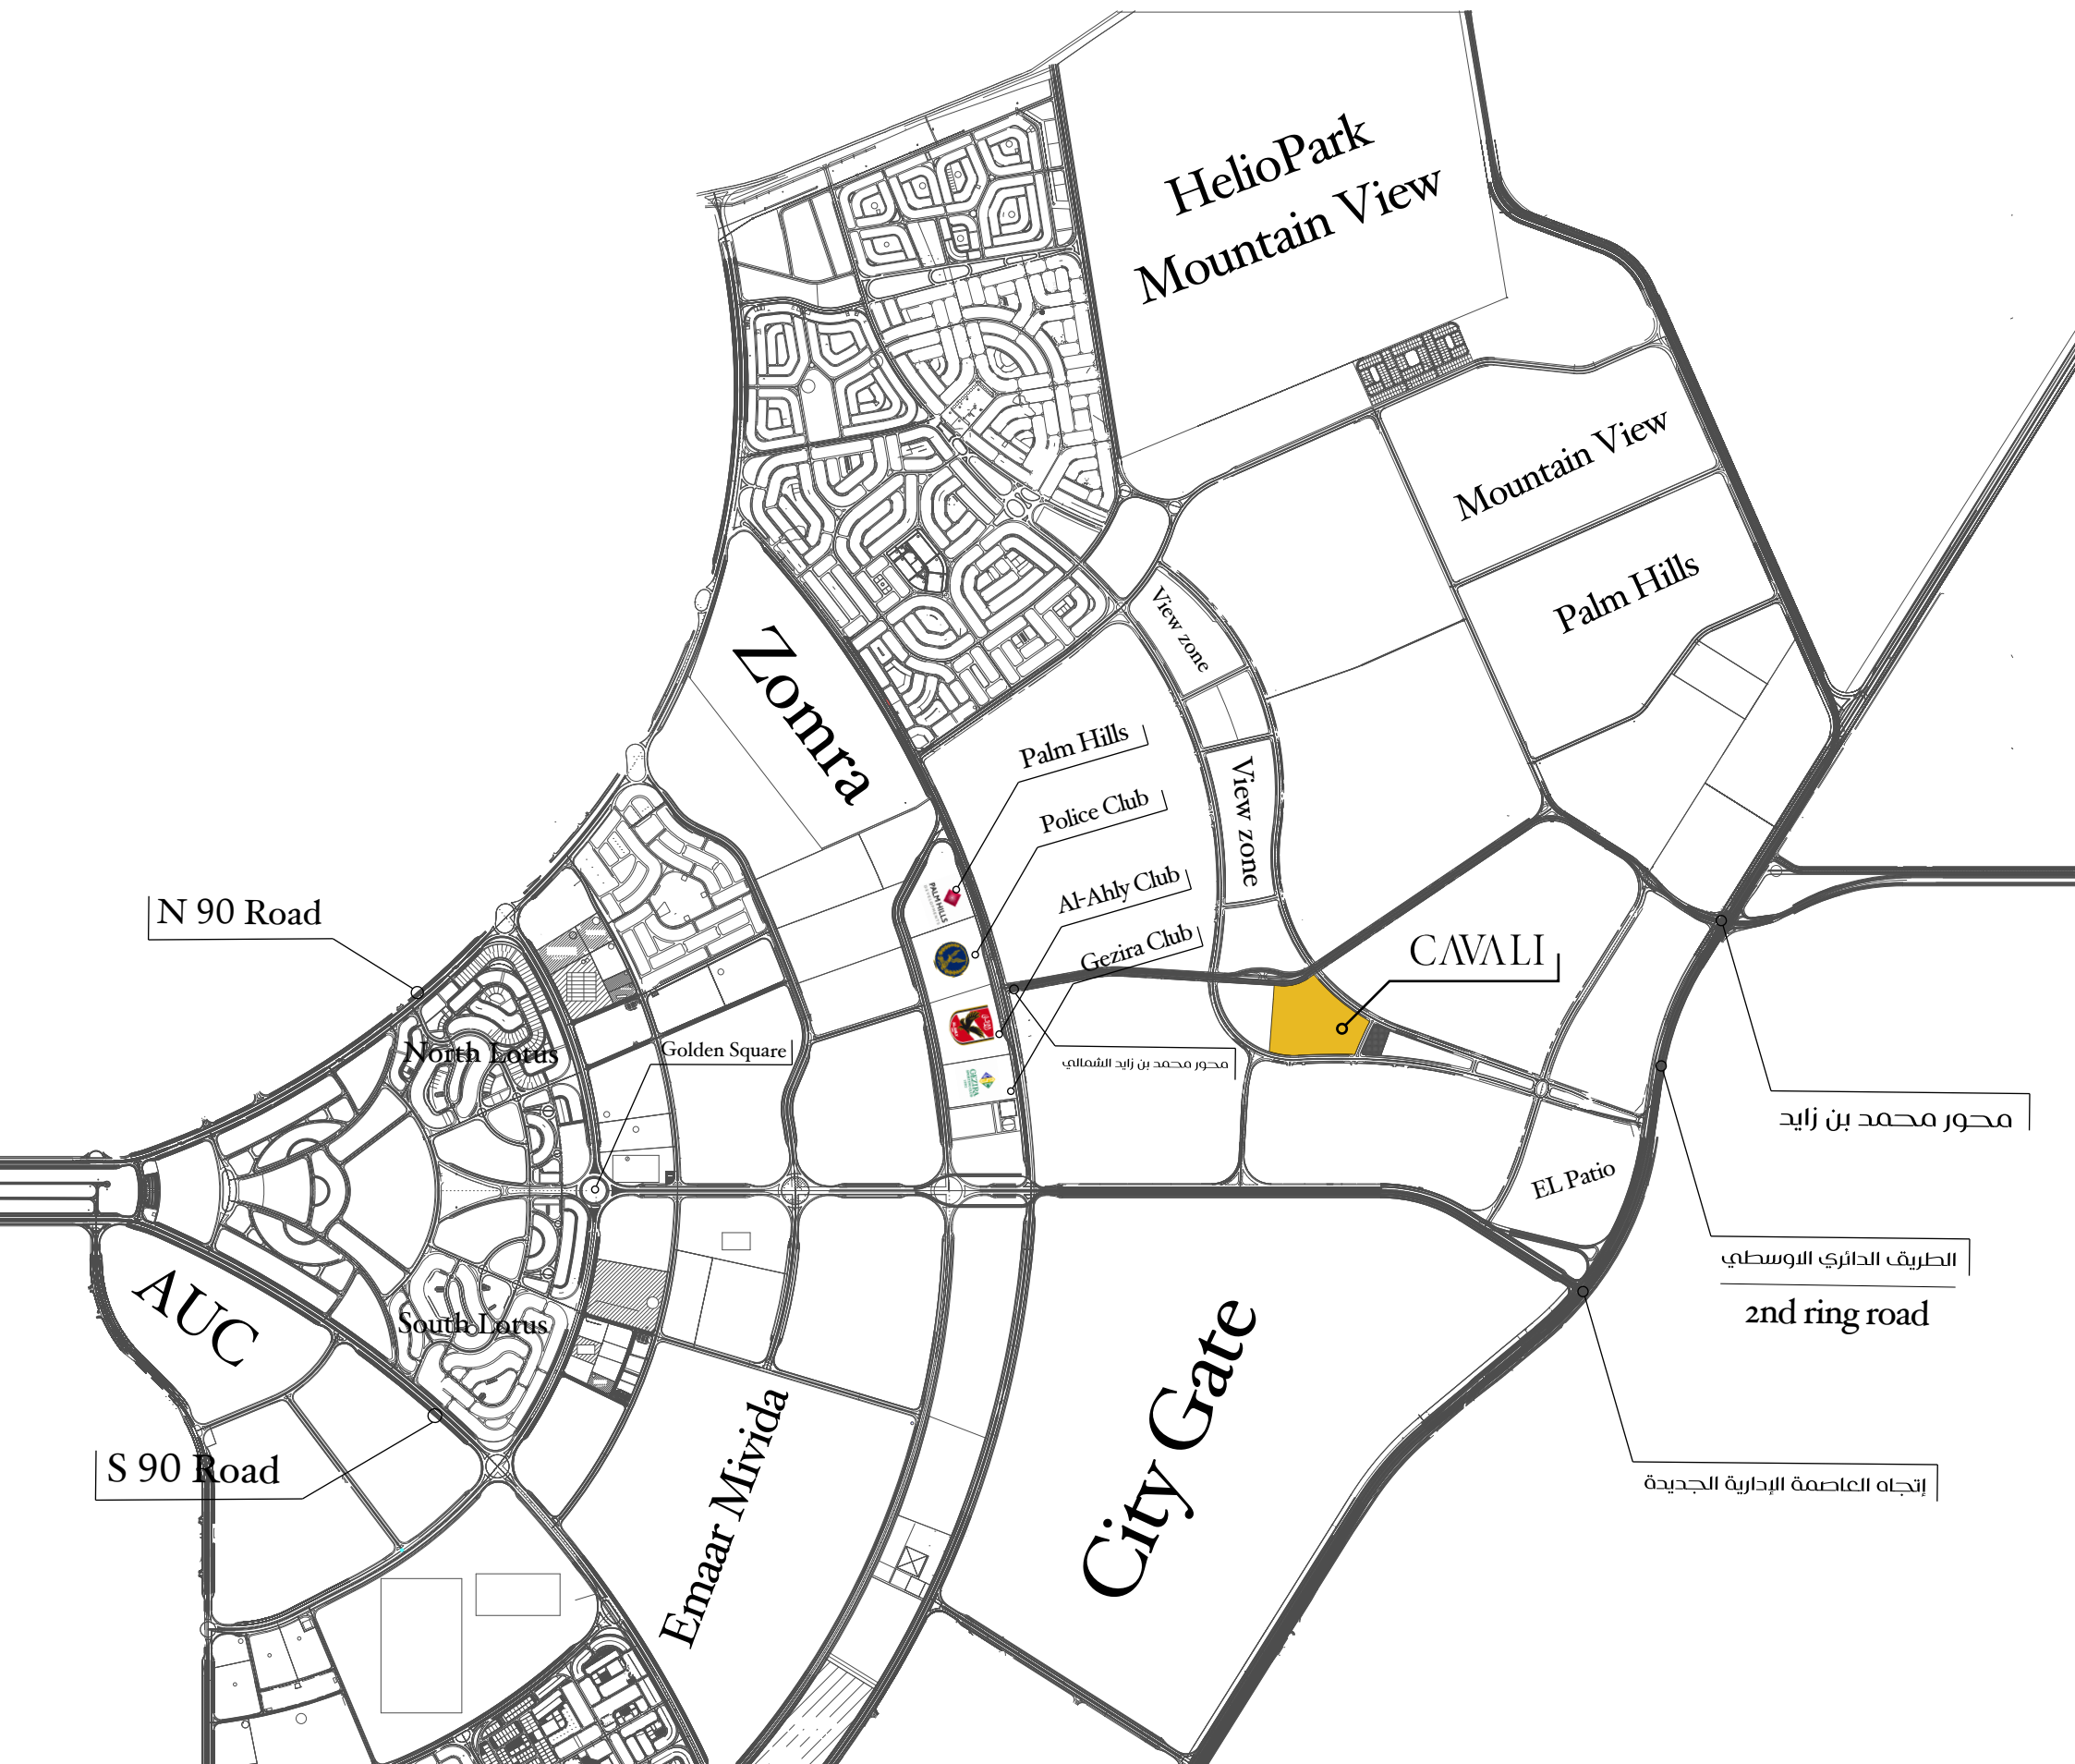 HelioPark
Mountain View
Mountain View
Palm Hills
View zone
Zomra
Palm Hills
View zone
Police Club
Al-Ahly Club
PALM HILLS
N 90 Road
Gezira Club
CAVALI
North Lotus
Golden Square
محور محمد بن زايد الشمالي
GEZIRA
محور محمد بن زايد
EL Patio
الطريق الدائري الاوسطي
2nd ring road
AUC
South Lotus
City Gate
Emaar Mivida
S 90 Road
إتجاه العاصمة الإدارية الجديدة